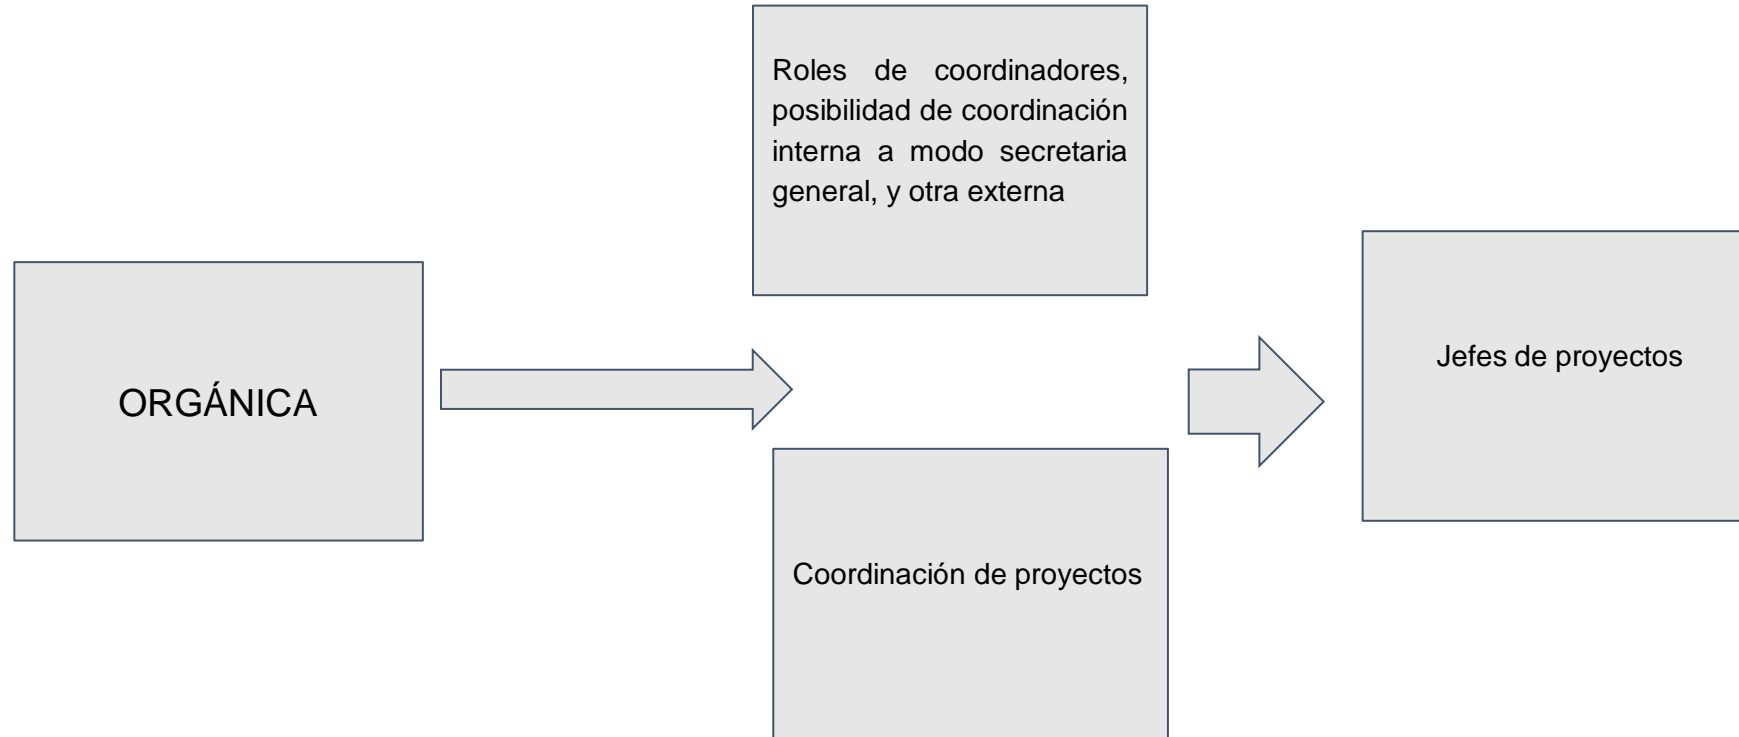 Roles de coordinadores,
posibilidad de coordinación
interna a modo secretaria
general, y otra externa
ORGÁNICA
Jefes de proyectos
Coordinación de proyectos